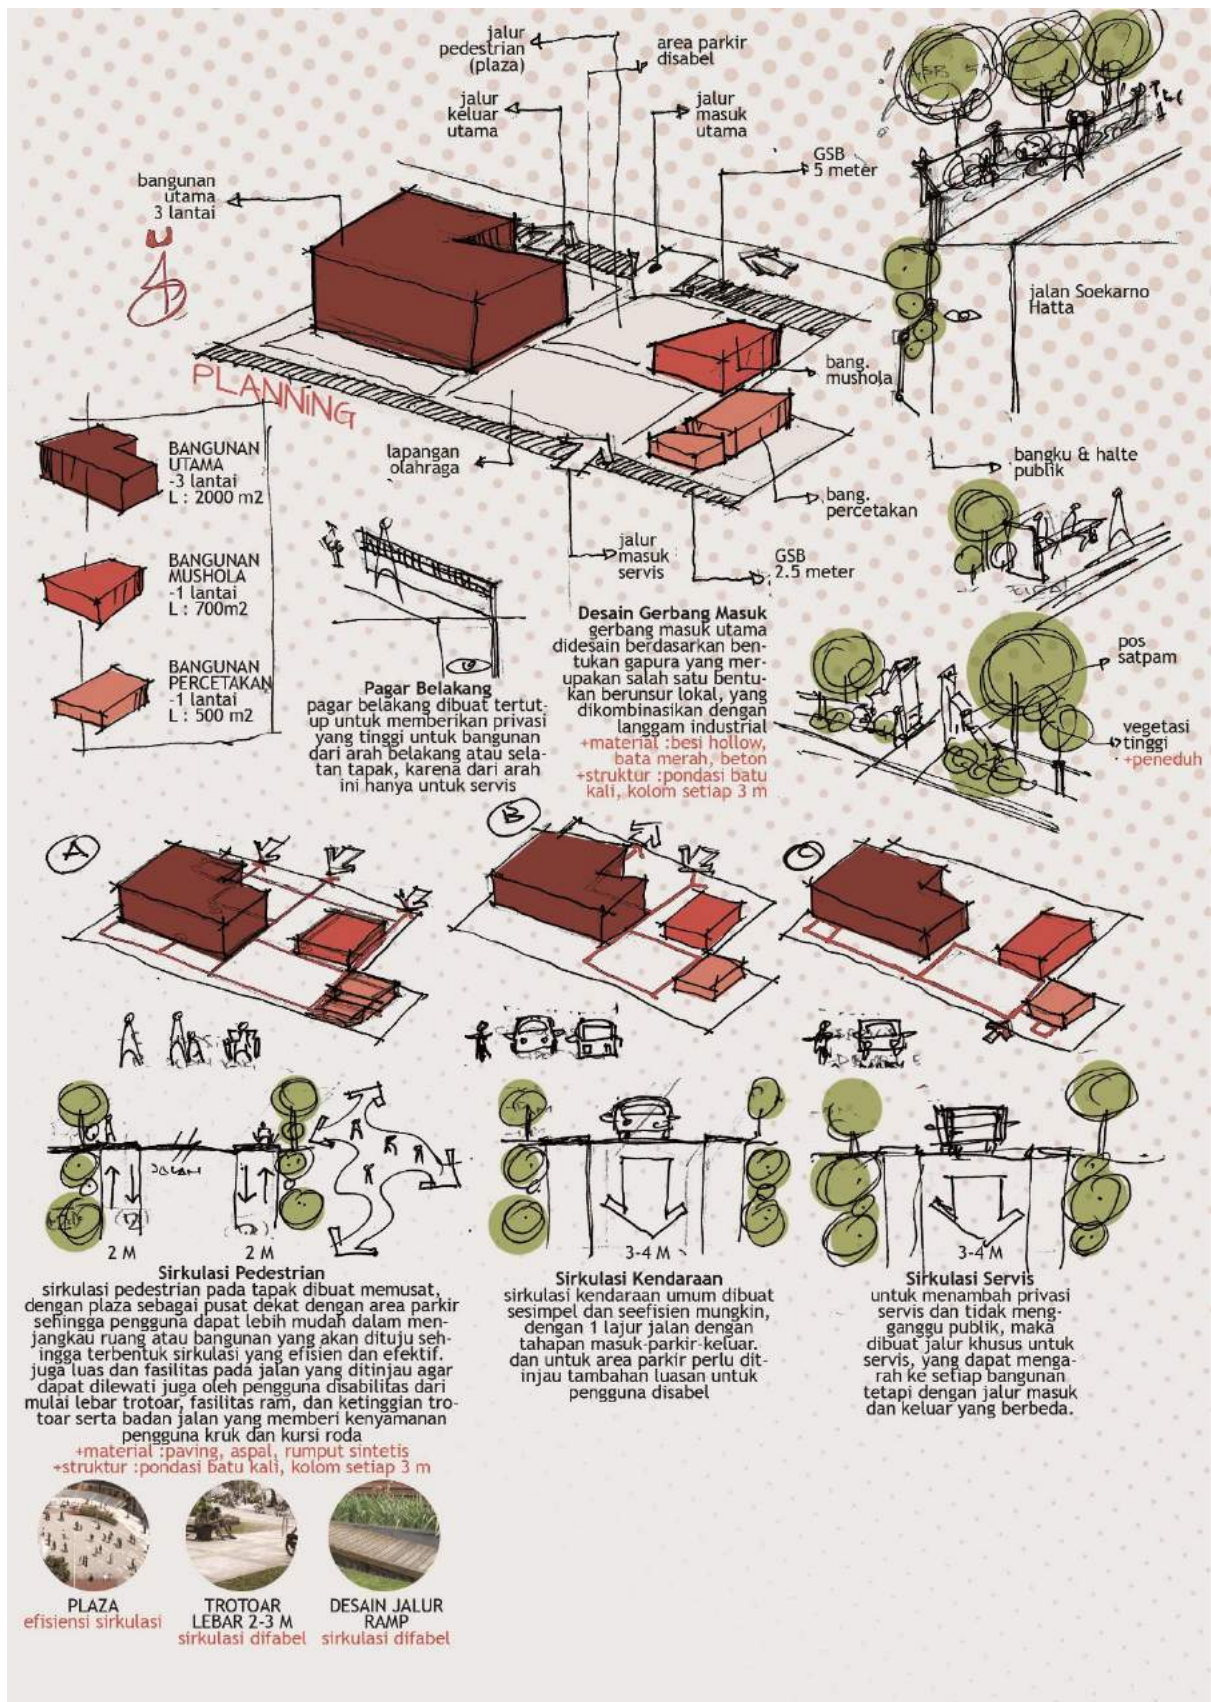 jalur
pedestrian
(plaza)
area parkir
disabel
jalur
keluar
utama
jalur
masuk
utama
GSB
5 meter
bangunan
utama
3 lantai
U
jalan Soekarno
Hatta
PLANNING
bang.
mushola
lapangan
olahraga
bangku & halte
publik
bang.
percetakan
jalur
masuk
servis
GSB
2.5 meter
BANGUNAN
UTAMA
-3 lantai
L : 2000 m2
BANGUNAN
MUSHOLA
-1 lantai
L : 700m2
BANGUNAN
PERCETAKAN
-1 lantai
L : 500 m2
Pagar Belakang
pagar belakang dibuat tertut-
up untuk memberikan privasi
yang tinggi untuk bangunan
dari arah belakang atau sela-
tan tapak, karena dari arah
ini hanya untuk servis
Desain Gerbang Masuk
gerbang masuk utama
didesain berdasarkan ben-
tukan gapura yang mer-
upakan salah satu bentu-
kan berunsur lokal, yang
dikombinasikan dengan
langgam industrial
+material :besi hollow,
bata merah, beton
+struktur :pondasi batu
kali, kolom setiap 3 m
pos
satpam
vegetasi
tinggi
+peneduh
A
B
C
JALAN
2 M
2 M
3-4 M
3-4 M
Sirkulasi Pedestrian
sirkulasi pedestrian pada tapak dibuat memusat,
dengan plaza sebagai pusat dekat dengan area parkir
sehingga pengguna dapat lebih mudah dalam men-
jangkau ruang atau bangunan yang akan dituju seh-
ingga terbentuk sirkulasi yang efisien dan efektif.
juga luas dan fasilitas pada jalan yang ditinjau agar
dapat dilewati juga oleh pengguna disabilitas dari
mulai lebar trotoar, fasilitas ram, dan ketinggian tro-
toar serta badan jalan yang memberi kenyamanan
pengguna kruk dan kursi roda
+material :paving, aspal, rumput sintetis
+struktur :pondasi batu kali, kolom setiap 3 m
Sirkulasi Kendaraan
sirkulasi kendaraan umum dibuat
sesimpel dan seefisien mungkin,
dengan 1 lajur jalan dengan
tahapan masuk-parkir-keluar.
dan untuk area parkir perlu dit-
injau tambahan luasan untuk
pengguna disabel
Sirkulasi Servis
untuk menambah privasi
servis dan tidak meng-
ganggu publik, maka
dibuat jalur khusus untuk
servis, yang dapat menga-
rah ke setiap bangunan
tetapi dengan jalur masuk
dan keluar yang berbeda.
PLAZA
efisiensi sirkulasi
TROTOAR
LEBAR 2-3 M
sirkulasi difabel
DESAIN JALUR
RAMP
sirkulasi difabel